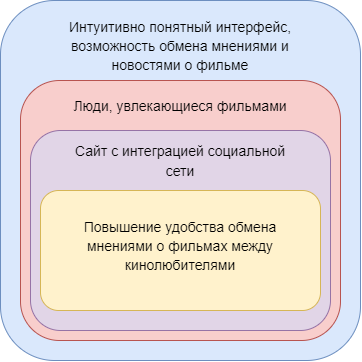 Интуитивно понятный интерфейс,
возможность обмена мнениями и
новостями о фильме
Люди, увлекающиеся фильмами
Сайт с интеграцией социальной
сети
Повышение удобства обмена
мнениями о фильмах между
кинолюбителями